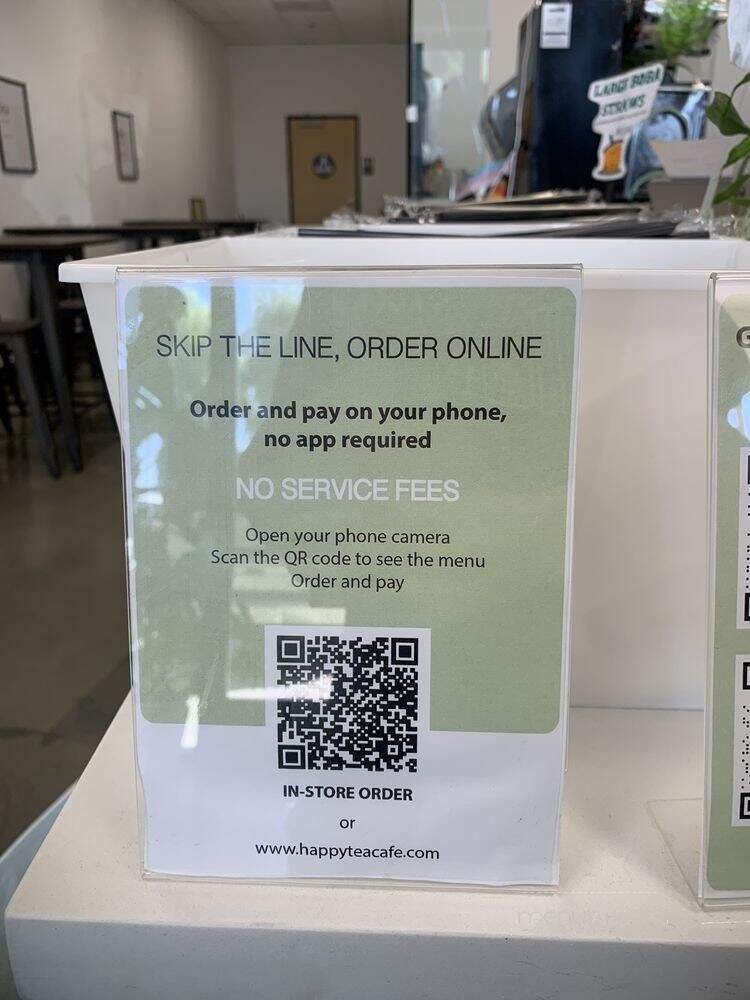 LARGE BOBA
STRAWS
SKIP THE LINE, ORDER ONLINE
Order and pay on your phone,
no app required
NO SERVICE FEES
Open your phone camera
Scan the QR code to see the menu
Order and pay
IN-STORE ORDER
or
www.happyteacafe.com